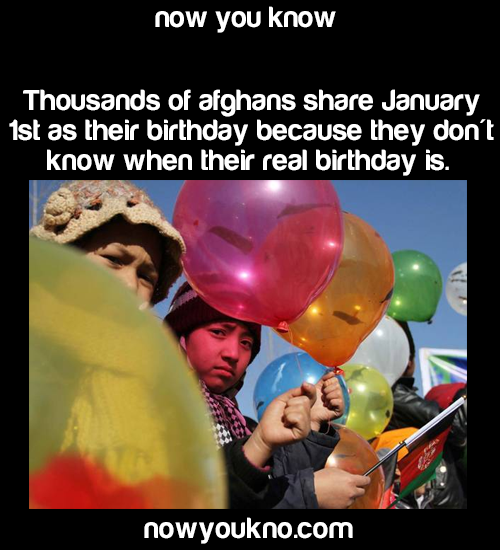 now you know
Thousands of afghans share January
1st as their birthday because they don´t
know when their real birthday is.
nowyoukno.com